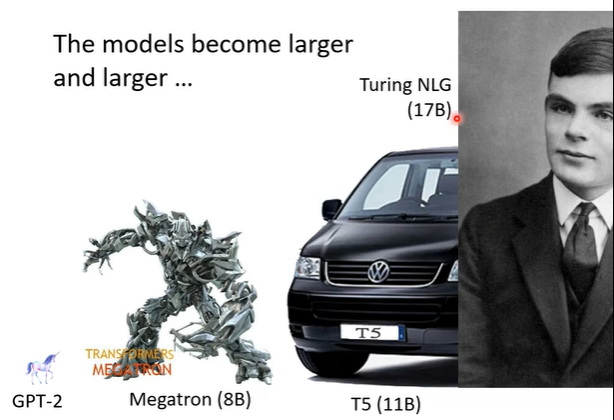 The models become larger
and larger ...
Turing NLG
(17B)
T5
TRANSFORMERS
MEGATRON
GPT-2
Megatron (8B)
T5 (11B)